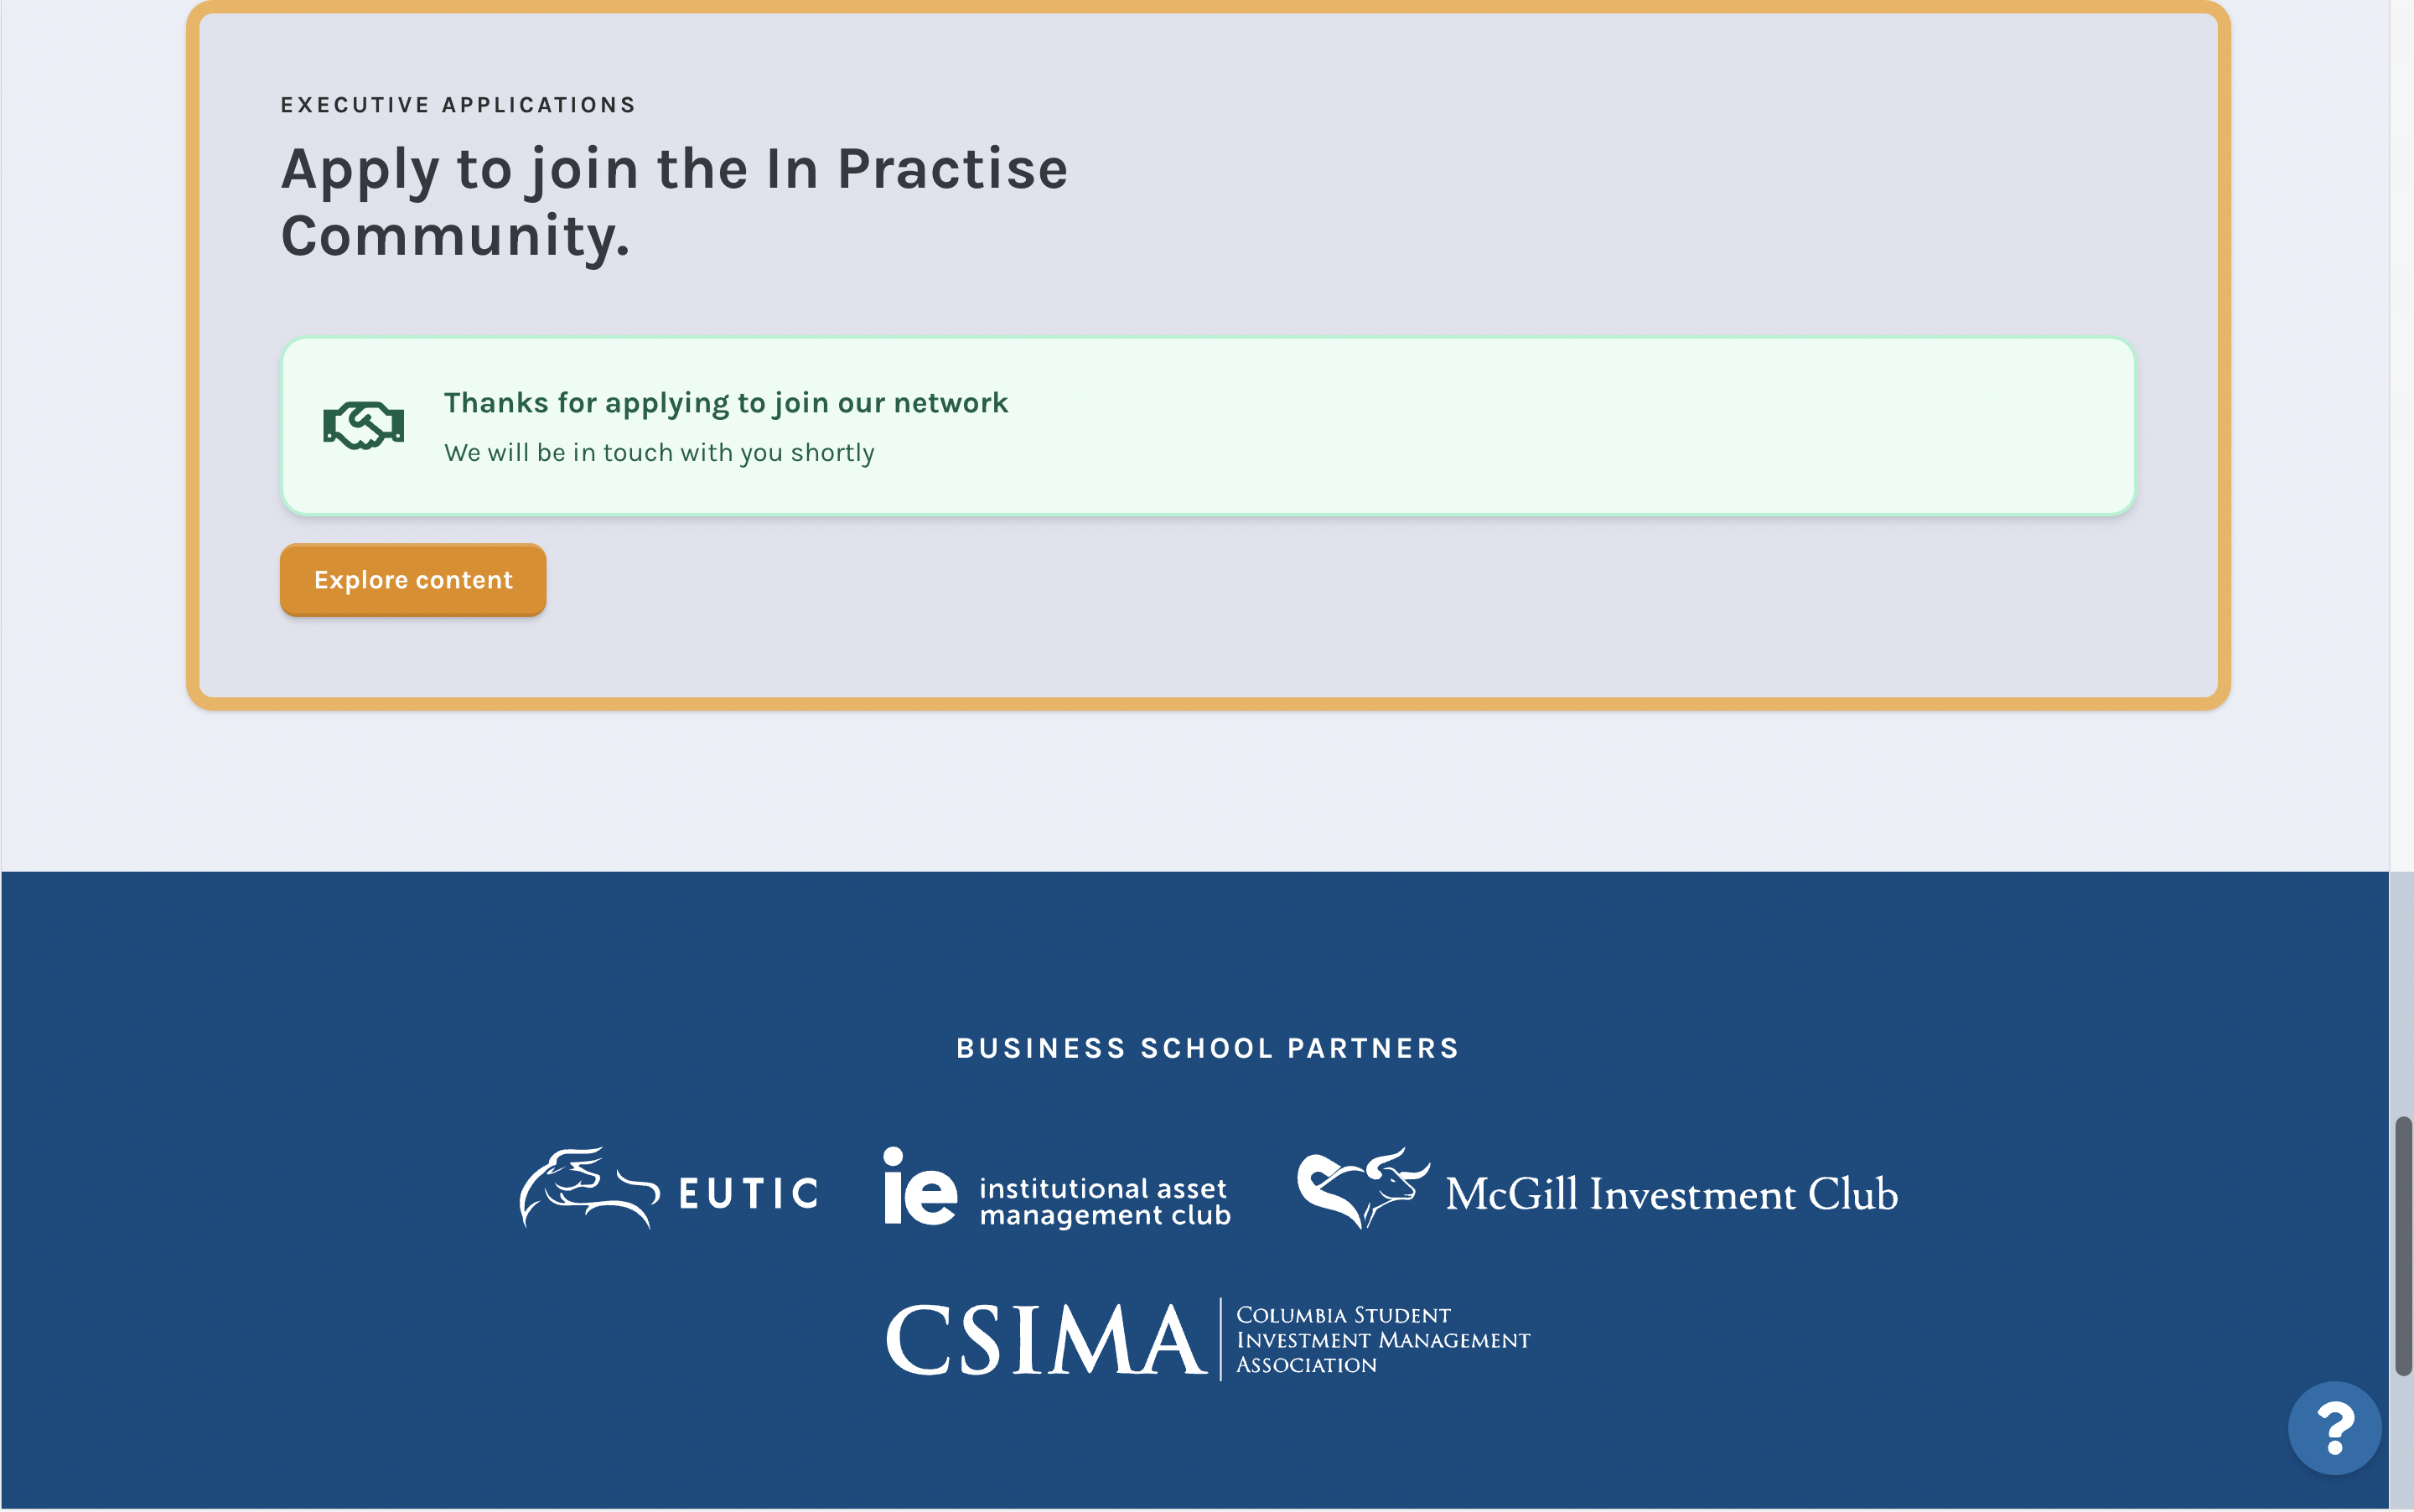 EXECUTIVE APPLICATIONS
Apply to join the In Practise
Community.
Thanks for applying to join our network
We will be in touch with you shortly
Explore content
BUSINESS SCHOOL PARTNERS
EUTIC
ie institutional asset
management club
McGill Investment Club
CSIMA
COLUMBIA STUDENT
INVESTMENT MANAGEMENT
ASSOCIATION
?